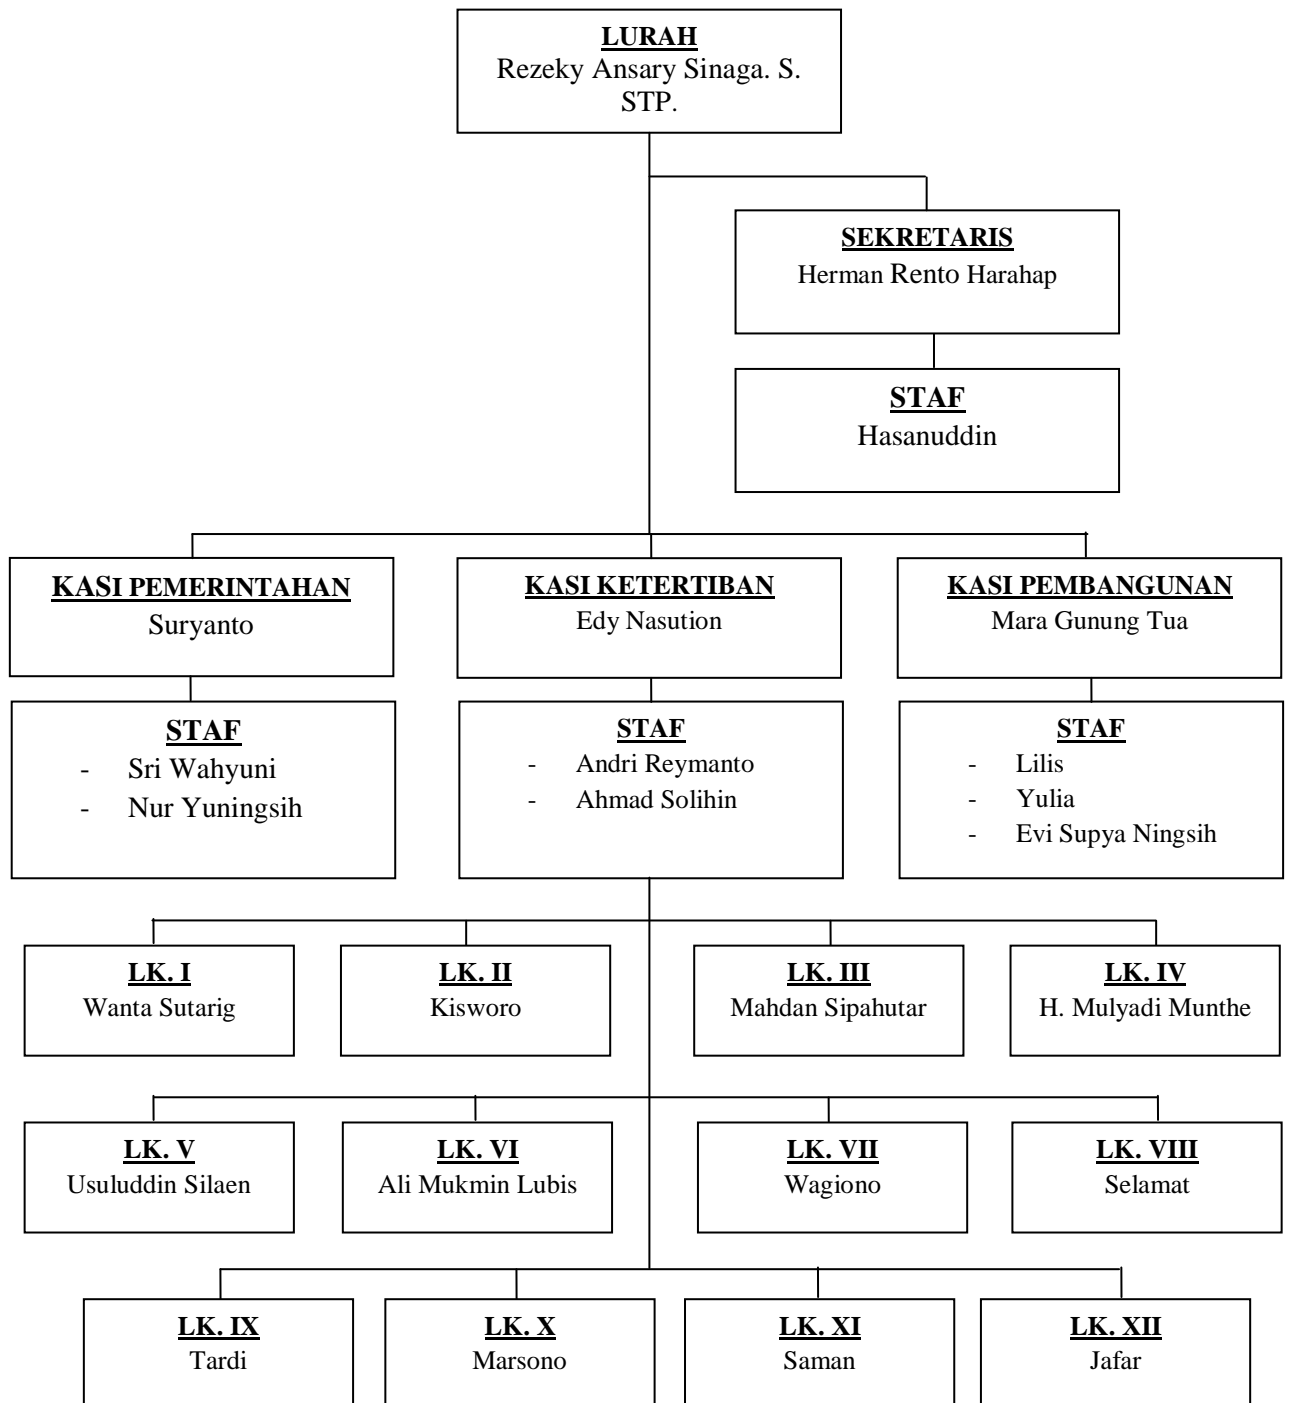 LURAH
Rezeky Ansary Sinaga. S.
STP.
SEKRETARIS
Herman Rento Harahap
STAF
Hasanuddin
KASI PEMERINTAHAN
Suryanto
KASI KETERTIBAN
Edy Nasution
KASI PEMBANGUNAN
Mara Gunung Tua
STAF
- Sri Wahyuni
- Nur Yuningsih
STAF
- Andri Reymanto
- Ahmad Solihin
STAF
- Lilis
- Yulia
- Evi Supya Ningsih
LK. I
Wanta Sutarig
LK. II
Kisworo
LK. III
Mahdan Sipahutar
LK. IV
H. Mulyadi Munthe
LK. V
Usuluddin Silaen
LK. VI
Ali Mukmin Lubis
LK. VII
Wagiono
LK. VIII
Selamat
LK. IX
Tardi
LK. X
Marsono
LK. XI
Saman
LK. XII
Jafar